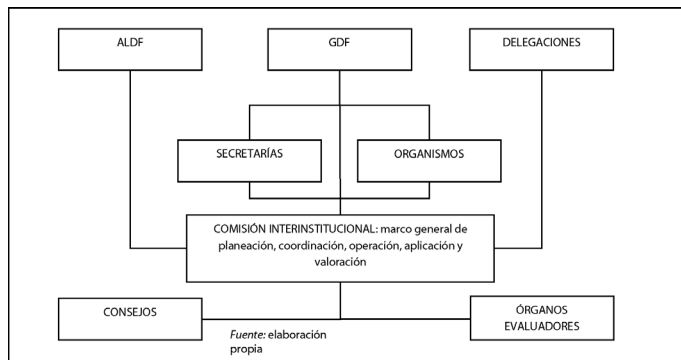 ALDF
GDF
DELEGACIONES
SECRETARÍAS
ORGANISMOS
COMISIÓN INTERINSTITUCIONAL: marco general de
planeación, coordinación, operación, aplicación y
valoración
CONSEJOS
ÓRGANOS
EVALUADORES
Fuente: elaboración
propia